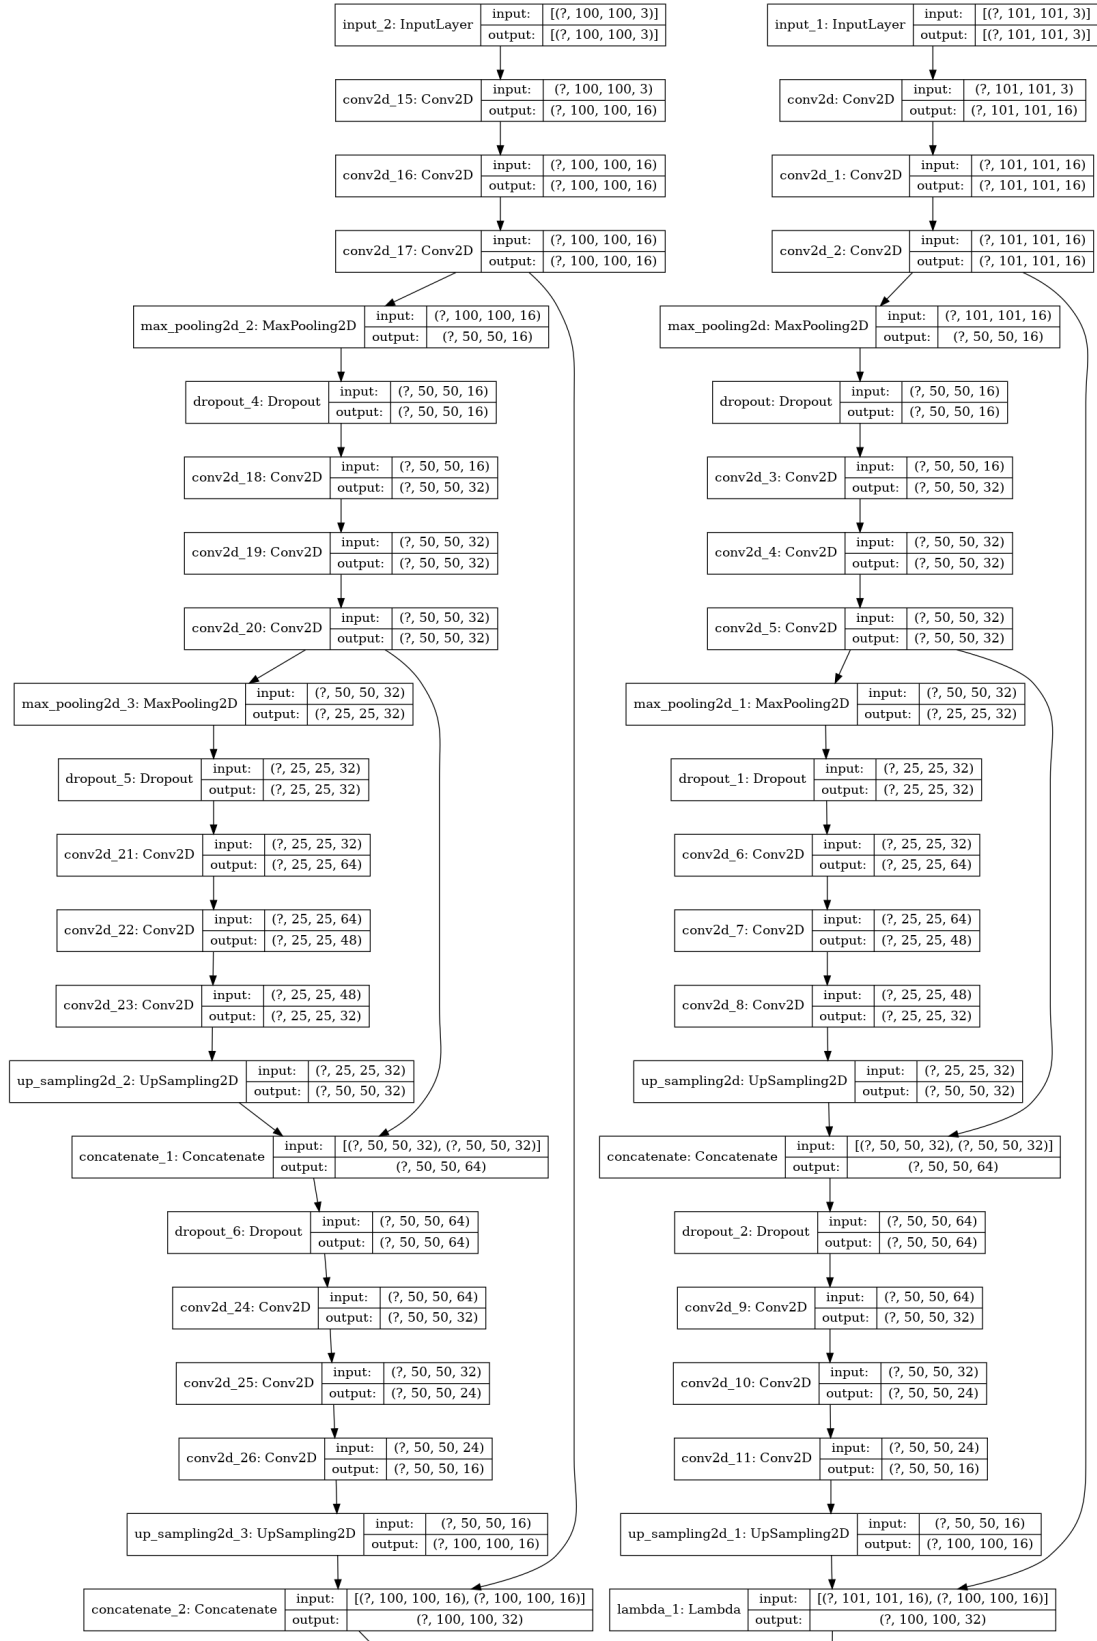 input_2: InputLayer
input: [(?, 100, 100, 3)]
output: [(?, 100, 100, 3)]
input_1: InputLayer
input: [(?, 101, 101, 3)]
output: [(?, 101, 101, 3)]
conv2d_15: Conv2D
input: (?, 100, 100, 3)
output: (?, 100, 100, 16)
conv2d: Conv2D
input: (?, 101, 101, 3)
output: (?, 101, 101, 16)
conv2d_16: Conv2D
input: (?, 100, 100, 16)
output: (?, 100, 100, 16)
conv2d_1: Conv2D
input: (?, 101, 101, 16)
output: (?, 101, 101, 16)
conv2d_17: Conv2D
input: (?, 100, 100, 16)
output: (?, 100, 100, 16)
conv2d_2: Conv2D
input: (?, 101, 101, 16)
output: (?, 101, 101, 16)
max_pooling2d_2: MaxPooling2D
input: (?, 100, 100, 16)
output: (?, 50, 50, 16)
max_pooling2d: MaxPooling2D
input: (?, 101, 101, 16)
output: (?, 50, 50, 16)
dropout_4: Dropout
input: (?, 50, 50, 16)
output: (?, 50, 50, 16)
dropout: Dropout
input: (?, 50, 50, 16)
output: (?, 50, 50, 16)
conv2d_18: Conv2D
input: (?, 50, 50, 16)
output: (?, 50, 50, 32)
conv2d_3: Conv2D
input: (?, 50, 50, 16)
output: (?, 50, 50, 32)
conv2d_19: Conv2D
input: (?, 50, 50, 32)
output: (?, 50, 50, 32)
conv2d_4: Conv2D
input: (?, 50, 50, 32)
output: (?, 50, 50, 32)
conv2d_20: Conv2D
input: (?, 50, 50, 32)
output: (?, 50, 50, 32)
conv2d_5: Conv2D
input: (?, 50, 50, 32)
output: (?, 50, 50, 32)
max_pooling2d_3: MaxPooling2D
input: (?, 50, 50, 32)
output: (?, 25, 25, 32)
max_pooling2d_1: MaxPooling2D
input: (?, 50, 50, 32)
output: (?, 25, 25, 32)
dropout_5: Dropout
input: (?, 25, 25, 32)
output: (?, 25, 25, 32)
dropout_1: Dropout
input: (?, 25, 25, 32)
output: (?, 25, 25, 32)
conv2d_21: Conv2D
input: (?, 25, 25, 32)
output: (?, 25, 25, 64)
conv2d_6: Conv2D
input: (?, 25, 25, 32)
output: (?, 25, 25, 64)
conv2d_22: Conv2D
input: (?, 25, 25, 64)
output: (?, 25, 25, 48)
conv2d_7: Conv2D
input: (?, 25, 25, 64)
output: (?, 25, 25, 48)
conv2d_23: Conv2D
input: (?, 25, 25, 48)
output: (?, 25, 25, 32)
conv2d_8: Conv2D
input: (?, 25, 25, 48)
output: (?, 25, 25, 32)
up_sampling2d_2: UpSampling2D
input: (?, 25, 25, 32)
output: (?, 50, 50, 32)
up_sampling2d: UpSampling2D
input: (?, 25, 25, 32)
output: (?, 50, 50, 32)
concatenate_1: Concatenate
input: [(?, 50, 50, 32), (?, 50, 50, 32)]
output: (?, 50, 50, 64)
concatenate: Concatenate
input: [(?, 50, 50, 32), (?, 50, 50, 32)]
output: (?, 50, 50, 64)
dropout_6: Dropout
input: (?, 50, 50, 64)
output: (?, 50, 50, 64)
dropout_2: Dropout
input: (?, 50, 50, 64)
output: (?, 50, 50, 64)
conv2d_24: Conv2D
input: (?, 50, 50, 64)
output: (?, 50, 50, 32)
conv2d_9: Conv2D
input: (?, 50, 50, 64)
output: (?, 50, 50, 32)
conv2d_25: Conv2D
input: (?, 50, 50, 32)
output: (?, 50, 50, 24)
conv2d_10: Conv2D
input: (?, 50, 50, 32)
output: (?, 50, 50, 24)
conv2d_26: Conv2D
input: (?, 50, 50, 24)
output: (?, 50, 50, 16)
conv2d_11: Conv2D
input: (?, 50, 50, 24)
output: (?, 50, 50, 16)
up_sampling2d_3: UpSampling2D
input: (?, 50, 50, 16)
output: (?, 100, 100, 16)
up_sampling2d_1: UpSampling2D
input: (?, 50, 50, 16)
output: (?, 100, 100, 16)
concatenate_2: Concatenate
input: [(?, 100, 100, 16), (?, 100, 100, 16)]
output: (?, 100, 100, 32)
lambda_1: Lambda
input: [(?, 101, 101, 16), (?, 100, 100, 16)]
output: (?, 100, 100, 32)